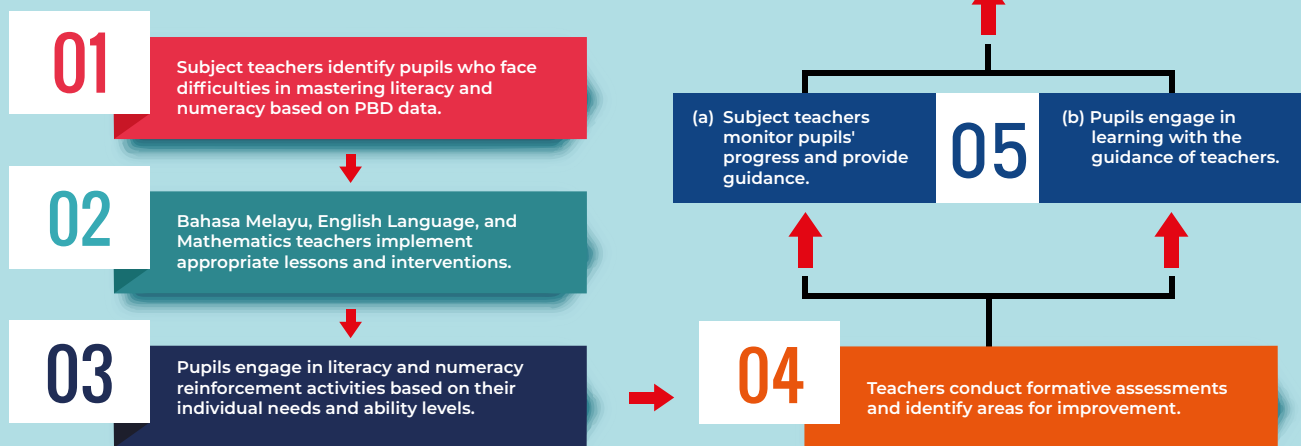 01
Subject teachers identify pupils who face
difficulties in mastering literacy and
numeracy based on PBD data.
02
Bahasa Melayu, English Language, and
Mathematics teachers implement
appropriate lessons and interventions.
03
Pupils engage in literacy and numeracy
reinforcement activities based on their
individual needs and ability levels.
04
Teachers conduct formative assessments
and identify areas for improvement.
(a) Subject teachers
monitor pupils'
progress and provide
guidance.
05
(b) Pupils engage in
learning with the
guidance of teachers.